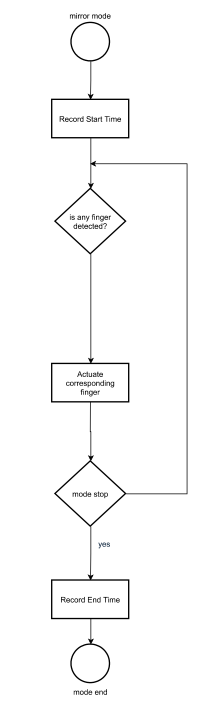 mirror mode
Record Start Time
is any finger
detected?
Actuate
corresponding
finger
mode stop
yes
Record End Time
mode end